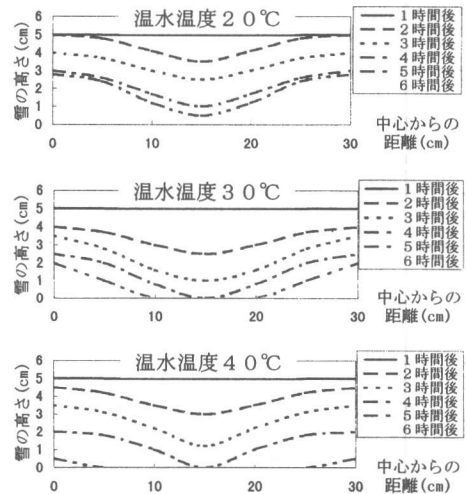 温水温度20℃
雪の高さ(cm)
6
5
4
3
2
1
0
0
10
20
30
中心からの
距離(cm)
1時間後
2時間後
3時間後
4時間後
5時間後
6時間後
温水温度30℃
雪の高さ(cm)
6
5
4
3
2
1
0
0
10
20
30
中心からの
距離(cm)
1時間後
2時間後
3時間後
4時間後
5時間後
6時間後
温水温度40℃
雪の高さ(cm)
6
5
4
3
2
1
0
0
10
20
30
中心からの
距離(cm)
1時間後
2時間後
3時間後
4時間後
5時間後
6時間後